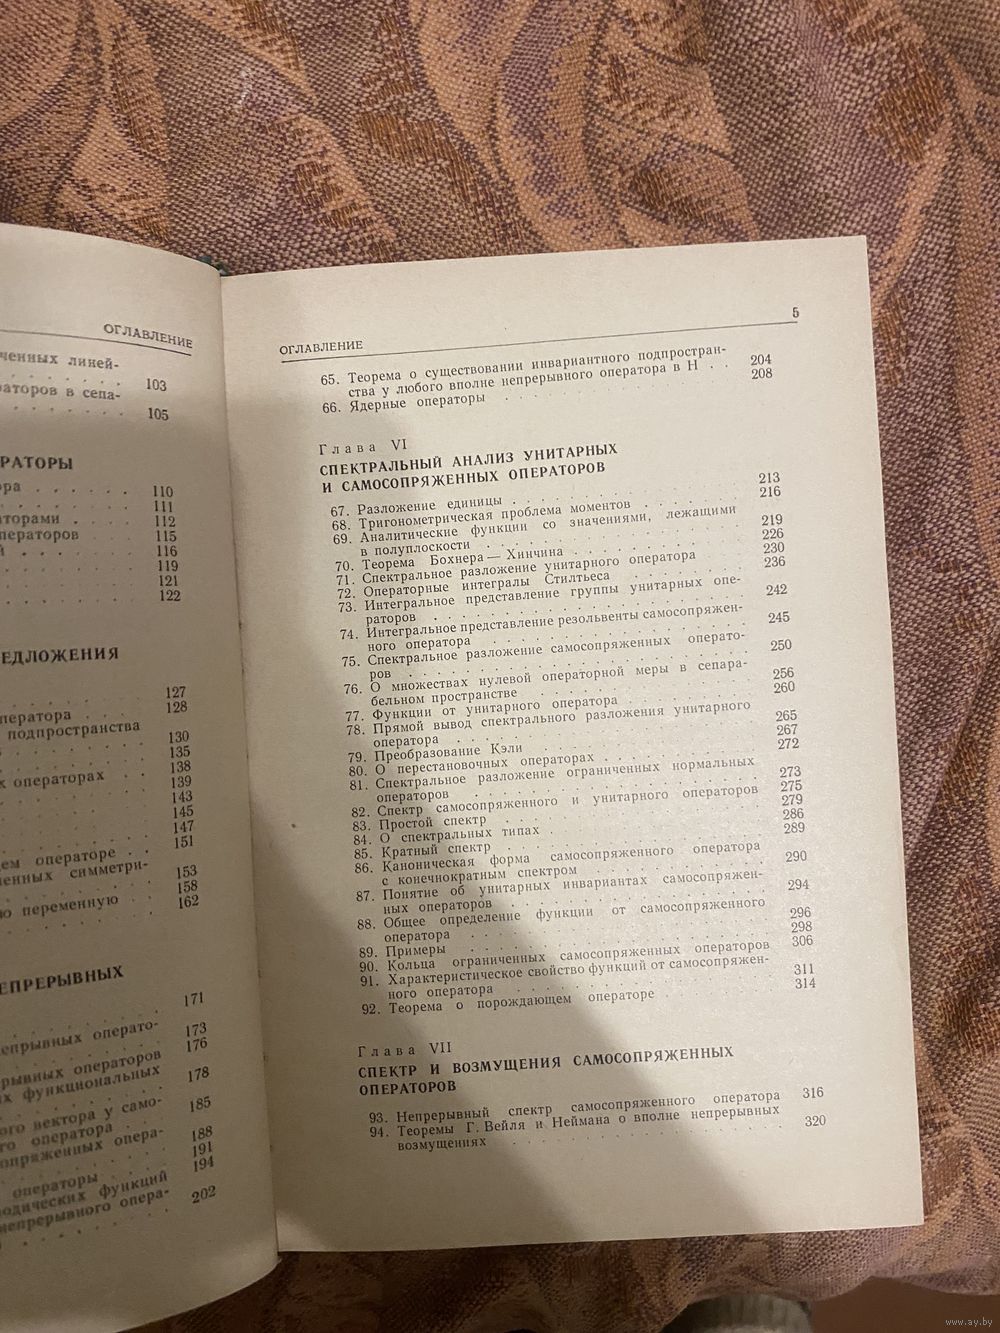 ОГЛАВЛЕНИЕ
ченных линей-
103
раторов в сепа-
105
РАТОРЫ
ора 110
111
аторами 112
ператоров 115
й 116
119
121
122
ЕДЛОЖЕНИЯ
127
ператора 128
подпространства
130
135
х операторах 138
139
143
145
147
ем операторе 151
енных симметри-
153
ю переменную 158
162
ЕПРЕРЫВНЫХ
171
епрерывных операто-
173
рывных операторов 176
х функциональных
178
ого вектора у само-
го оператора 185
сопряженных опера-
188
операторы 191
одических функций 194
непрерывного опера-
202
ОГЛАВЛЕНИЕ 5
65. Теорема о существовании инвариантного подпростран-
ства у любого вполне непрерывного оператора в H 204
66. Ядерные операторы 208
Глава VI
СПЕКТРАЛЬНЫЙ АНАЛИЗ УНИТАРНЫХ
И САМОСОПРЯЖЕННЫХ ОПЕРАТОРОВ
67. Разложение единицы 213
68. Тригонометрическая проблема моментов 216
69. Аналитические функции со значениями, лежащими
в полуплоскости 219
70. Теорема Бохнера — Хинчина 226
71. Спектральное разложение унитарного оператора 230
72. Операторные интегралы Стилтьеса 236
73. Интегральное представление группы унитарных опе-
раторов 242
74. Интегральное представление резольвенты самосопряжен-
ного оператора 245
75. Спектральное разложение самосопряженных операто-
ров 250
76. О множествах нулевой операторной меры в сепара-
бельном пространстве 256
77. Функции от унитарного оператора 260
78. Прямой вывод спектрального разложения унитарного
оператора 265
79. Преобразование Кэли 267
80. О перестановочных операторах 272
81. Спектральное разложение ограниченных нормальных
операторов 273
82. Спектр самосопряженного и унитарного операторов 275
83. Простой спектр 279
84. О спектральных типах 286
85. Кратный спектр 289
86. Каноническая форма самосопряженного оператора
с конечнократным спектром 290
87. Понятие об унитарных инвариантах самосопряжен-
ных операторов 294
88. Общее определение функции от самосопряженного
оператора 296
89. Примеры 298
90. Кольца ограниченных самосопряженных операторов 306
91. Характеристическое свойство функций от самосопряжен-
ного оператора 311
92. Теорема о порождающем операторе 314
Глава VII
СПЕКТР И ВОЗМУЩЕНИЯ САМОСОПРЯЖЕННЫХ
ОПЕРАТОРОВ
93. Непрерывный спектр самосопряженного оператора 316
94. Теоремы Г. Вейля и Неймана о вполне непрерывных
возмущениях 320
www.ay.by